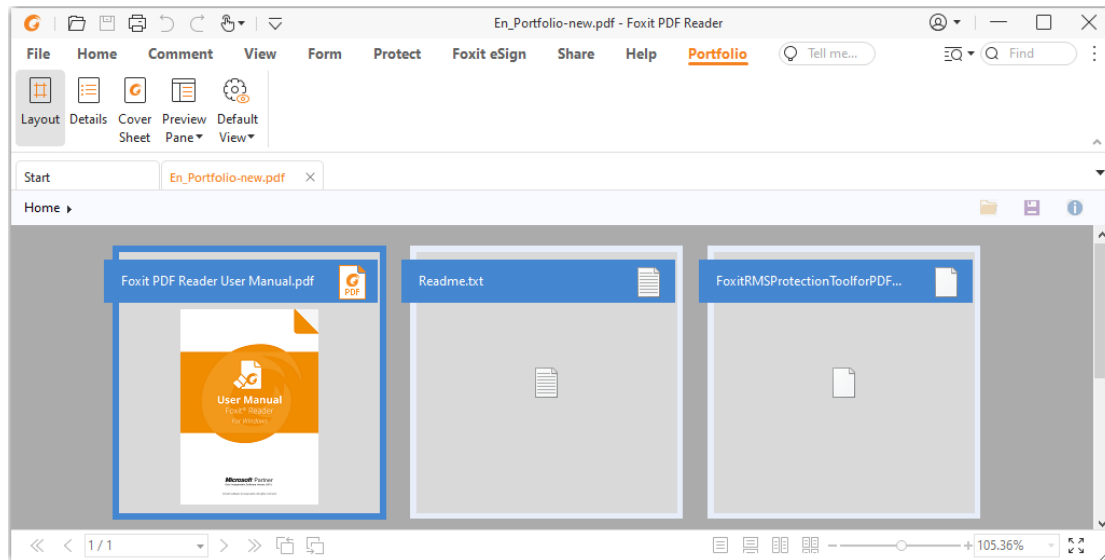 En_Portfolio-new.pdf - Foxit PDF Reader
File Home Comment View Form Protect Foxit eSign Share Help Portfolio Tell me... Find
Layout Details Cover Sheet Preview Pane Default View
Start En_Portfolio-new.pdf
Home
Foxit PDF Reader User Manual.pdf PDF
Readme.txt
FoxitRMSProtectionToolforPDF...
User Manual
Foxit® Reader
For Windows
Microsoft Partner
1 / 1 105.36%